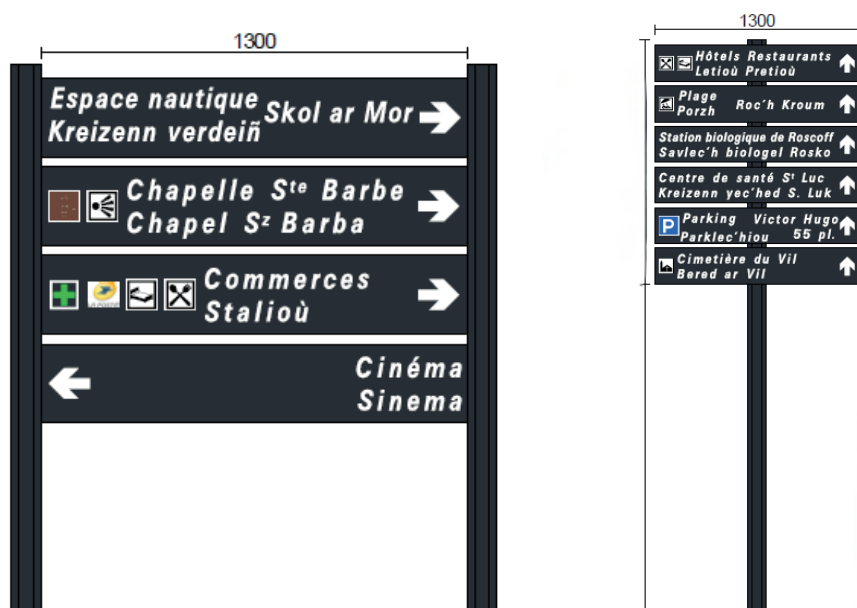 1300
Espace nautique Skol ar Mor
Kreizenn verdeiñ
Chapelle Ste Barbe
Chapel Sz Barba
LA POSTE
Commerces
Stalioù
Cinéma
Sinema
1300
Hôtels Restaurants
Letioù Pretioù
Plage Roc'h Kroum
Porzh
Station biologique de Roscoff
Savlec'h biologel Rosko
Centre de santé St Luc
Kreizenn yec'hed S. Luk
P Parking Victor Hugo
Parklec'hiou 55 pl.
Cimetière du Vil
Bered ar Vil